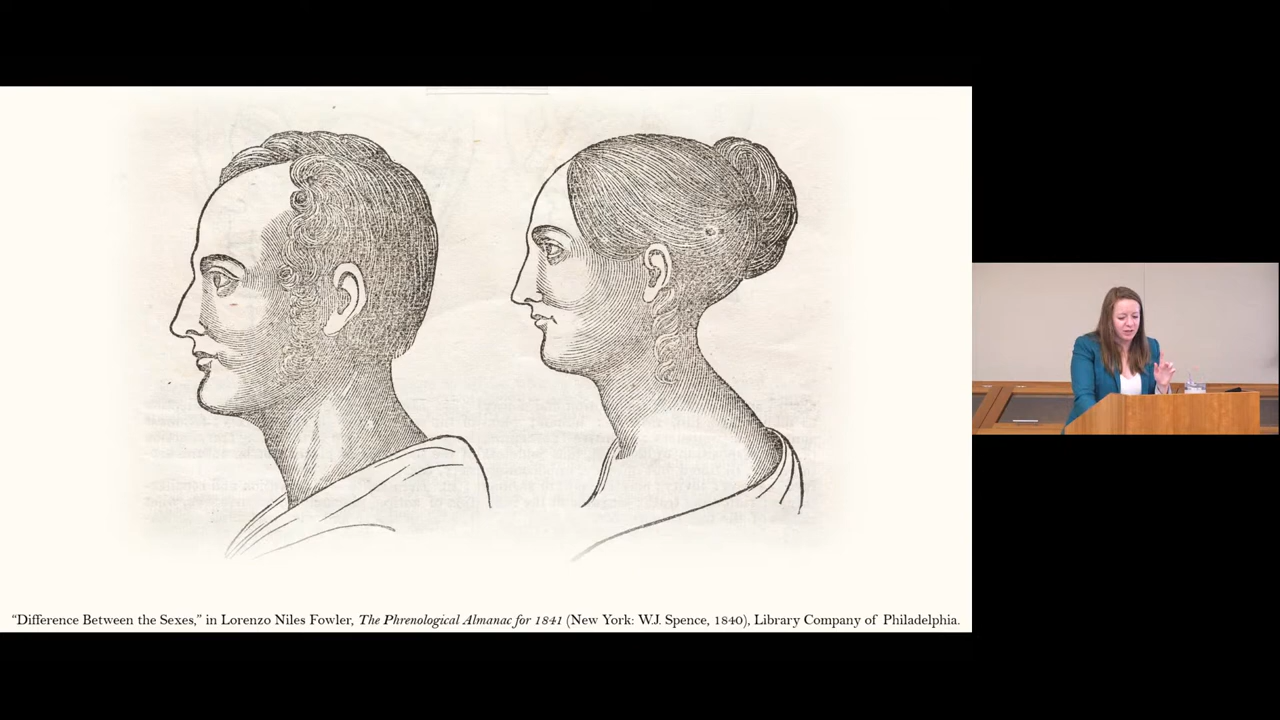 “Difference Between the Sexes,” in Lorenzo Niles Fowler, The Phrenological Almanac for 1841 (New York: W.J. Spence, 1840), Library Company of Philadelphia.